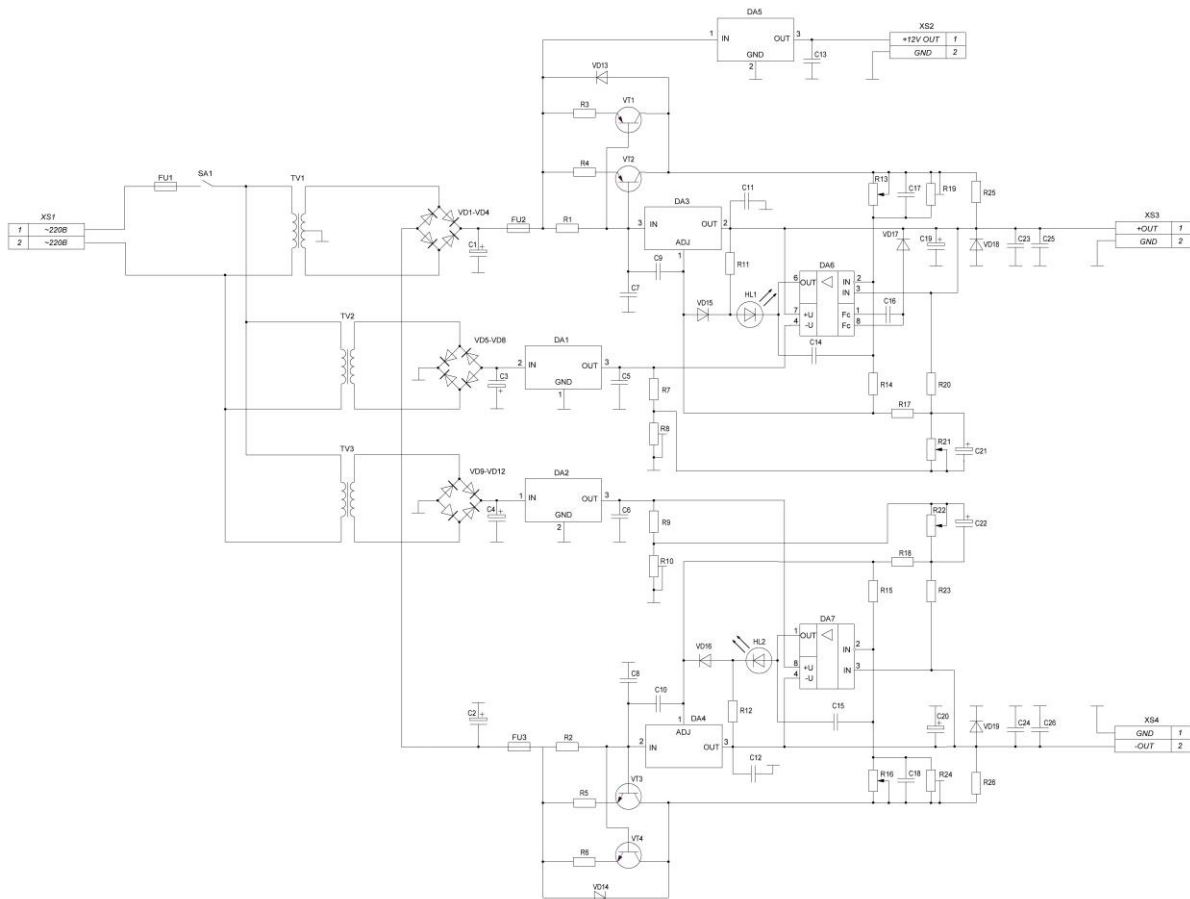 DA5
XS2
1 IN OUT 3
GND
2
+12V OUT 1
GND 2
C13
VD13
VT1
R3
VT2
R4
FU1
SA1
TV1
XS1
1 ~220В
2 ~220В
VD1-VD4
FU2
R1
C1
+
C11
DA3
3 IN OUT 2
ADJ
1
R13
C17
R19
R25
XS3
+OUT 1
GND 2
C9
C7
R11
VD17
C19
+
VD18
C23
C25
DA6
6 OUT IN 2
IN 3
7 +U Fc 1
4 -U Fc 8
C16
VD15
HL1
C14
TV2
VD5-VD8
C3
+
DA1
2 IN OUT 3
GND
1
C5
R7
R8
R14
R20
R17
R21
C21
+
TV3
VD9-VD12
C4
+
DA2
1 IN OUT 3
GND
2
C6
R9
R10
R22
C22
+
R18
R15
R23
DA7
1 OUT IN 2
IN 3
8 +U
4 -U
VD16
HL2
C8
C10
R12
C15
C2
+
FU3
R2
DA4
1
ADJ
2 IN OUT 3
C12
C20
+
VD19
C24
C26
XS4
GND 1
-OUT 2
VT3
R5
R16
C18
R24
R26
VT4
R6
VD14